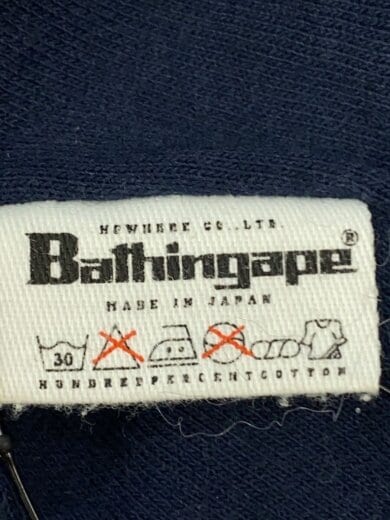 NOWHERE CO.,LTD.
Bathingape®
MADE IN JAPAN
30
HUNDREDPERCENTCOTTON